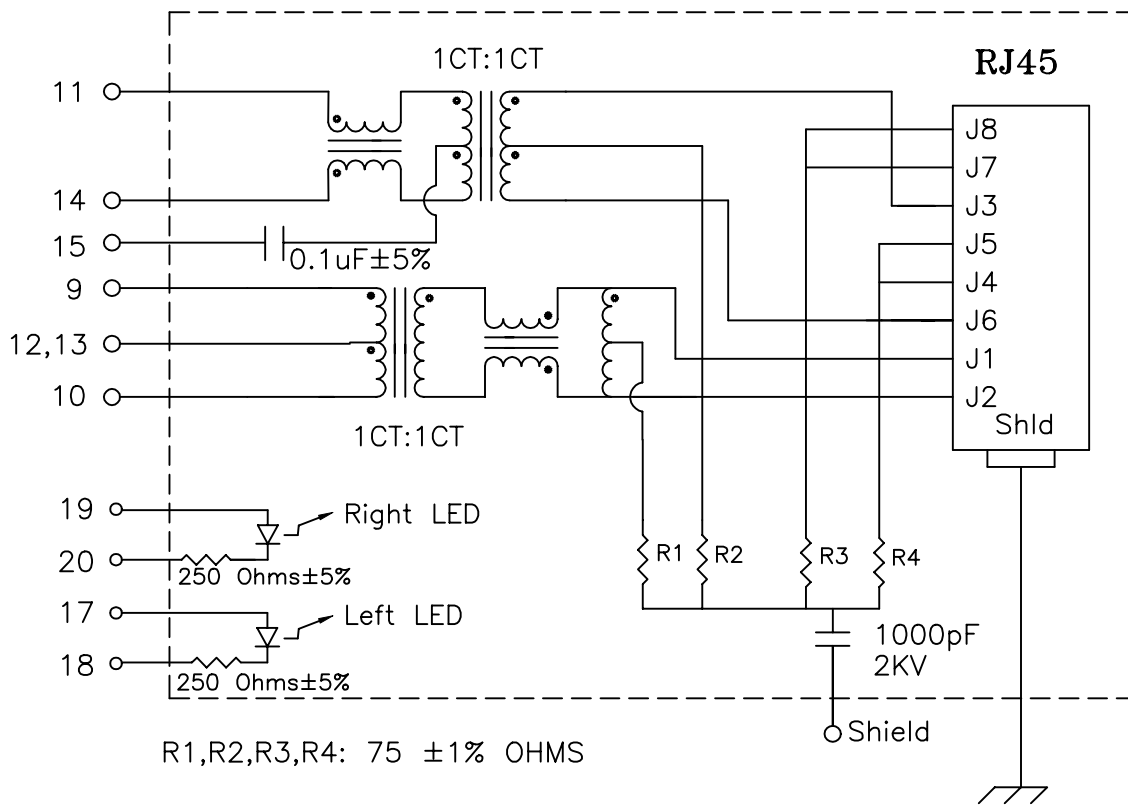 1CT:1CT
RJ45
11
J8
J7
14
J3
15
0.1uF±5%
J5
9
J4
J6
12,13
J1
10
J2
Shld
1CT:1CT
19
Right LED
20
250 Ohms±5%
R1
R2
R3
R4
17
Left LED
18
250 Ohms±5%
1000pF
2KV
Shield
R1,R2,R3,R4: 75 ±1% OHMS